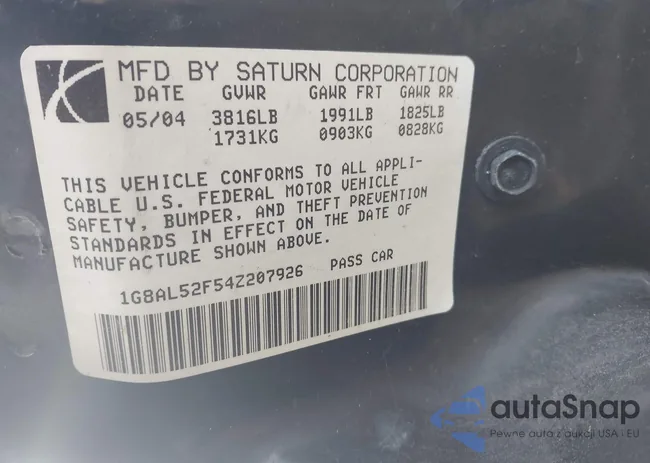 MFD BY SATURN CORPORATION
DATE GVWR GAWR FRT GAWR RR
05/04 3816LB 1991LB 1825LB
1731KG 0903KG 0828KG
THIS VEHICLE CONFORMS TO ALL APPLI-
CABLE U.S. FEDERAL MOTOR VEHICLE
SAFETY, BUMPER, AND THEFT PREVENTION
STANDARDS IN EFFECT ON THE DATE OF
MANUFACTURE SHOWN ABOVE.
1G8AL52F54Z207926 PASS CAR
autaSnap
Pewne auta z aukcji USA i EU